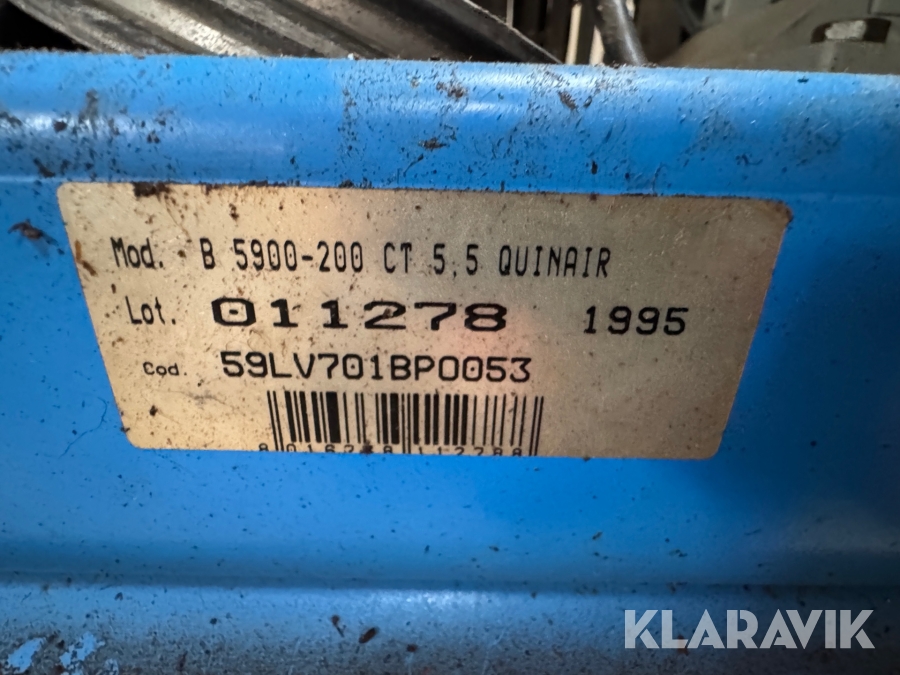 Mod. B 5900-200 CT 5,5 QUINAIR
Lot. 011278 1995
Cod. 59LV701BP0053
KLARAVIK